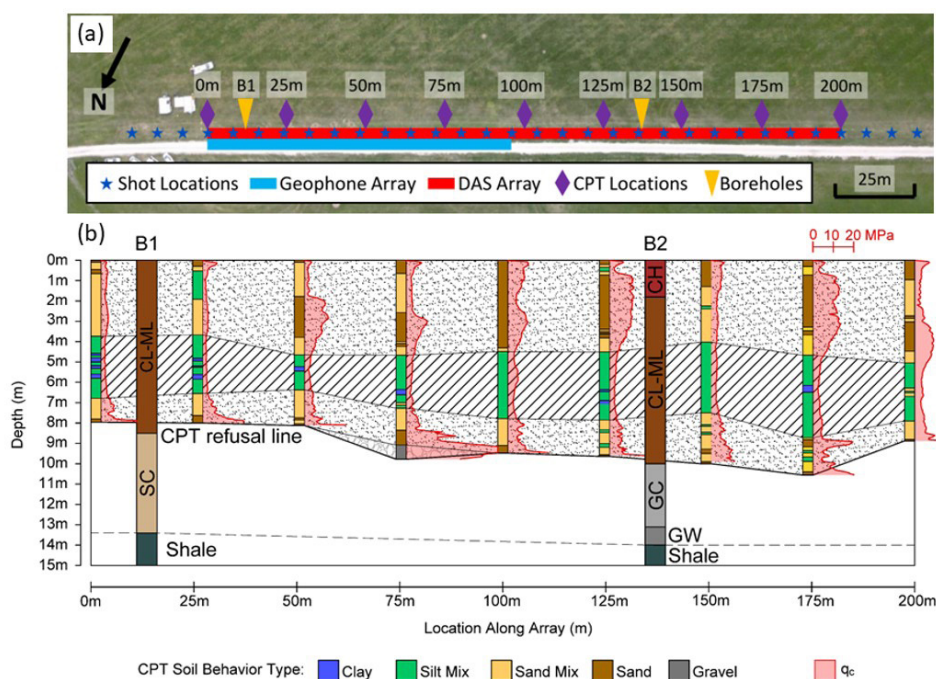 (a)
N
0m B1 25m 50m 75m 100m 125m B2 150m 175m 200m
Shot Locations Geophone Array DAS Array CPT Locations Boreholes
25m
(b)
B1 B2
0 10 20 MPa
0m
1m
2m
3m
4m
5m
6m
7m
8m
9m
10m
11m
12m
13m
14m
15m
Depth (m)
CL-ML
SC
Shale
CPT refusal line
CH
CL-ML
GC
GW
Shale
0m 25m 50m 75m 100m 125m 150m 175m 200m
Location Along Array (m)
CPT Soil Behavior Type: Clay Silt Mix Sand Mix Sand Gravel qc